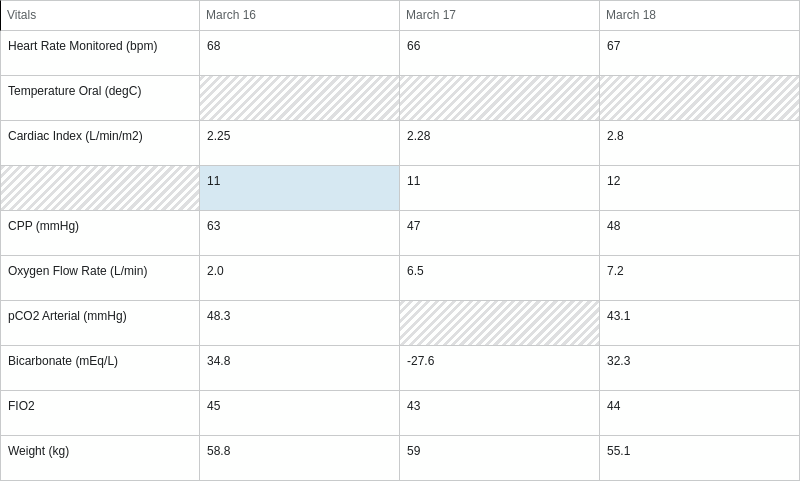 Vitals March 16 March 17 March 18
Heart Rate Monitored (bpm) 68 66 67
Temperature Oral (degC)
Cardiac Index (L/min/m2) 2.25 2.28 2.8
11 11 12
CPP (mmHg) 63 47 48
Oxygen Flow Rate (L/min) 2.0 6.5 7.2
pCO2 Arterial (mmHg) 48.3 43.1
Bicarbonate (mEq/L) 34.8 -27.6 32.3
FIO2 45 43 44
Weight (kg) 58.8 59 55.1